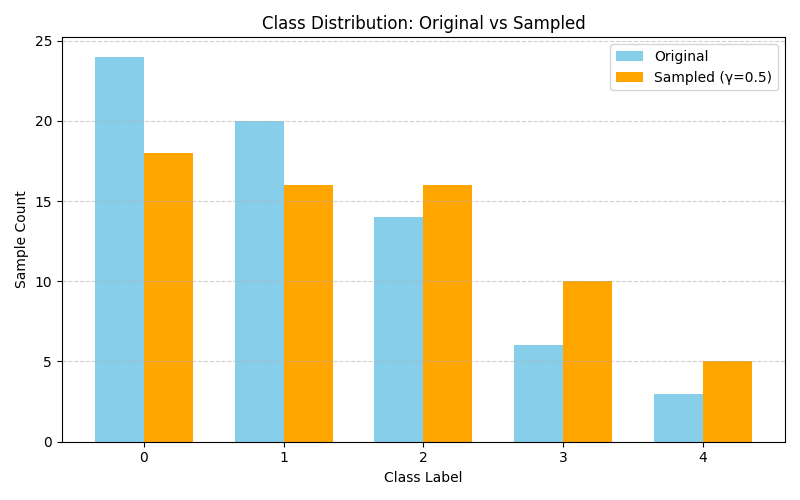 Class Distribution: Original vs Sampled
Original
Sampled (γ=0.5)
Sample Count
25
20
15
10
5
0
0 1 2 3 4
Class Label